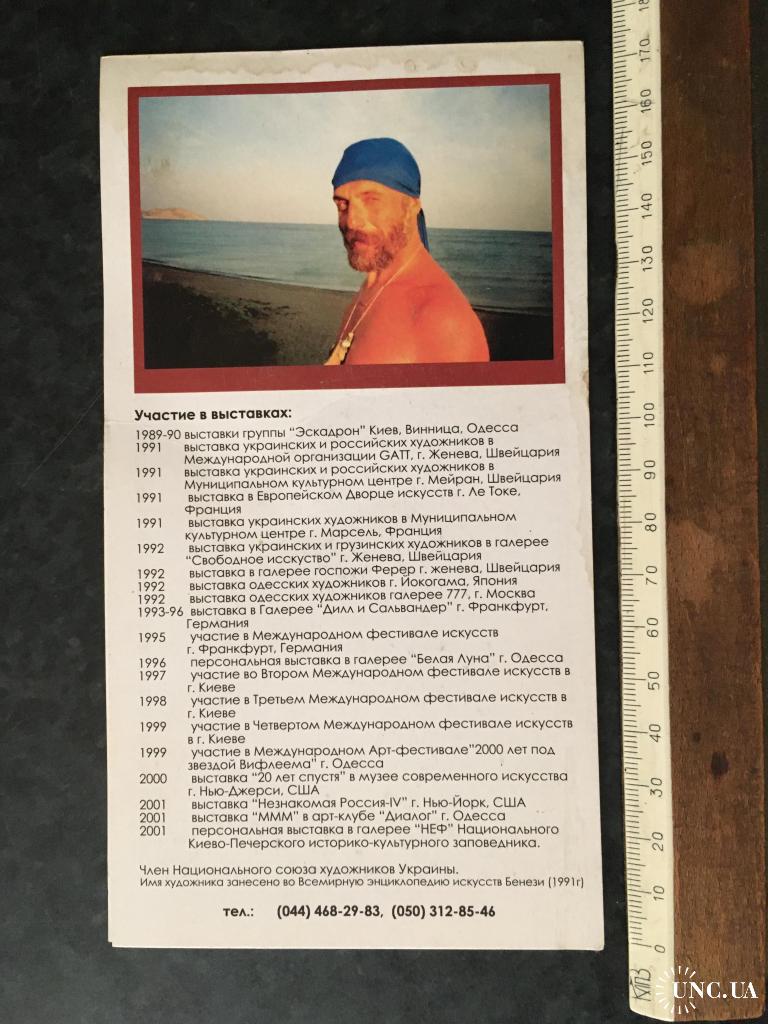 Участие в выставках:
1989-90 выставки группы “Эскадрон” Киев, Винница, Одесса
1991 выставка украинских и российских художников в
Международной организации GATT, г. Женева, Швейцария
1991 выставка украинских и российских художников в
Муниципальном культурном центре г. Мейран, Швейцария
1991 выставка в Европейском Дворце искусств г. Ле Токе,
Франция
1991 выставка украинских художников в Муниципальном
культурном центре г. Марсель, Франция
1992 выставка украинских и грузинских художников в галерее
“Свободное исскуство” г. Женева, Швейцария
1992 выставка в галерее госпожи Ферер г. женева, Швейцария
1992 выставка одесских художников г. Йокогама, Япония
1992 выставка одесских художников галерее 777, г. Москва
1993-96 выставка в Галерее “Дилл и Сальвандер” г. Франкфурт,
Германия
1995 участие в Международном фестивале искусств
г. Франкфурт, Германия
1996 персональная выставка в галерее “Белая Луна” г. Одесса
1997 участие во Втором Международном фестивале искусств в
г. Киеве
1998 участие в Третьем Международном фестивале искусств в
г. Киеве
1999 участие в Четвертом Международном фестивале искусств
в г. Киеве
1999 участие в Международном Арт-фестивале”2000 лет под
звездой Вифлеема” г. Одесса
2000 выставка “20 лет спустя” в музее современного искусства
г. Нью-Джерси, США
2001 выставка “Незнакомая Россия-IV” г. Нью-Йорк, США
2001 выставка “МММ” в арт-клубе “Диалог” г. Одесса
2001 персональная выставка в галерее “НЕФ” Национального
Киево-Печерского историко-культурного заповедника.
Член Национального союза художников Украины.
Имя художника занесено во Всемирную энциклопедию искусств Бенези (1991г)
тел.: (044) 468-29-83, (050) 312-85-46
170
160
150
140
130
120
110
100
90
80
70
60
50
40
30
20
10
0
UNC.UA